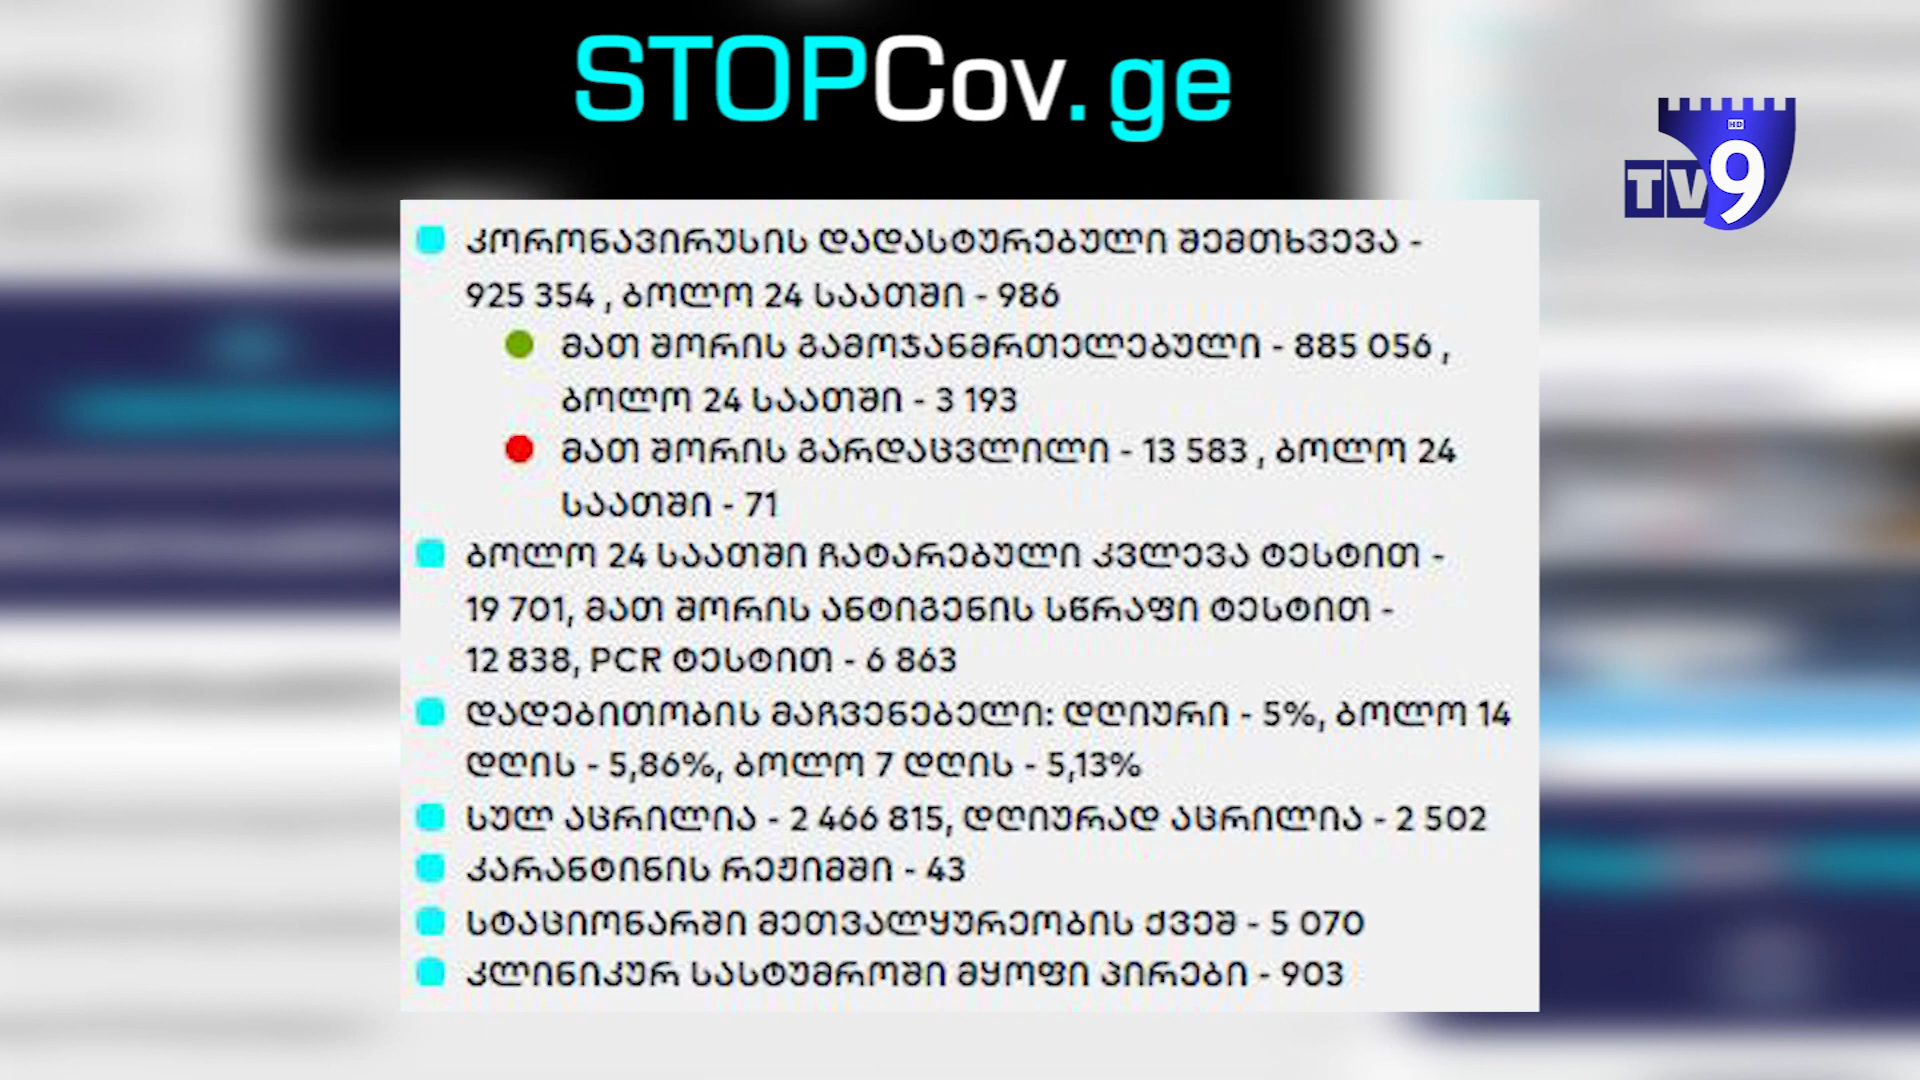 STOPCov.ge
HD
TV9
კორონავირუსის დადასტურებული შემთხვევა -
925 354 , ბოლო 24 საათში - 986
მათ შორის გამოჯანმრთელებული - 885 056 ,
ბოლო 24 საათში - 3 193
მათ შორის გარდაცვლილი - 13 583 , ბოლო 24
საათში - 71
ბოლო 24 საათში ჩატარებული კვლევა ტესტით -
19 701, მათ შორის ანტიგენის სწრაფი ტესტით -
12 838, PCR ტესტით - 6 863
დადებითობის მაჩვენებელი: დღიური - 5%, ბოლო 14
დღის - 5,86%, ბოლო 7 დღის - 5,13%
სულ აცრილია - 2 466 815, დღიურად აცრილია - 2 502
კარანტინის რეჟიმში - 43
სტაციონარში მეთვალყურეობის ქვეშ - 5 070
კლინიკურ სასტუმროში მყოფი პირები - 903